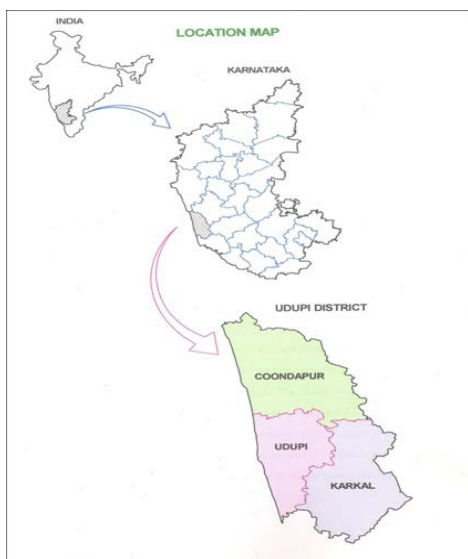 INDIA
LOCATION MAP
KARNATAKA
UDUPI DISTRICT
COONDAPUR
UDUPI
KARKAL